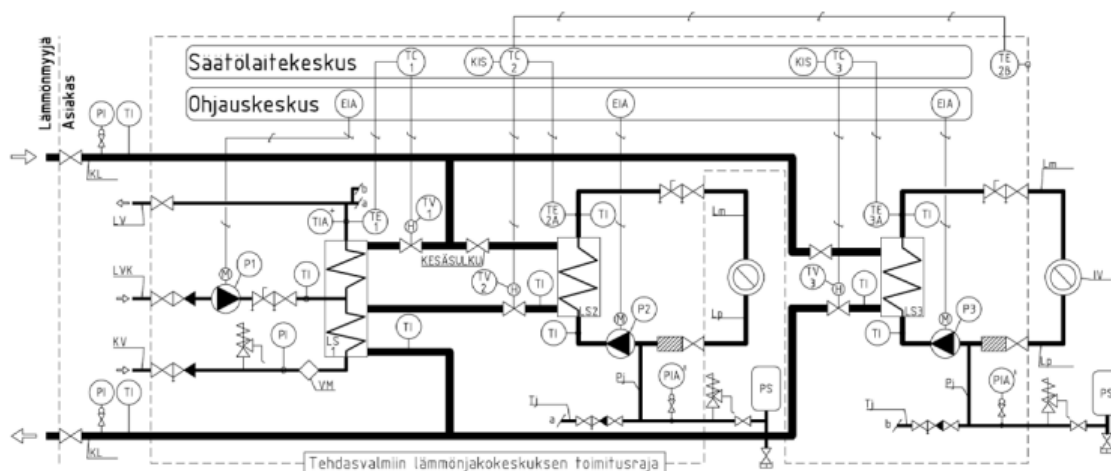 Lämmönmyyjä
Asiakas
Säätölaitekeskus
TC 1
KIS
TC 2
KIS
TC 3
TE 2B
Ohjauskeskus
EIA
EIA
EIA
PI
TI
KL
LV
b
a
TIA+
TE 1
TV 1
H
KESÄSULKU
TE 2A
TI
Lm
TE 3A
TI
Lm
LVK
M
P1
TI
TV 2
H
TI
LS2
TV 3
H
TI
LS3
IV
KV
PI
VM
LS 1
TI
TI
M
P2
Lp
TI
M
P3
Lp
PI
TI
KL
Pj
PIA
PS
Tj
a
Pj
PIA
PS
Tj
b
Tehdasvalmiin lämmönjakokeskuksen toimitusraja